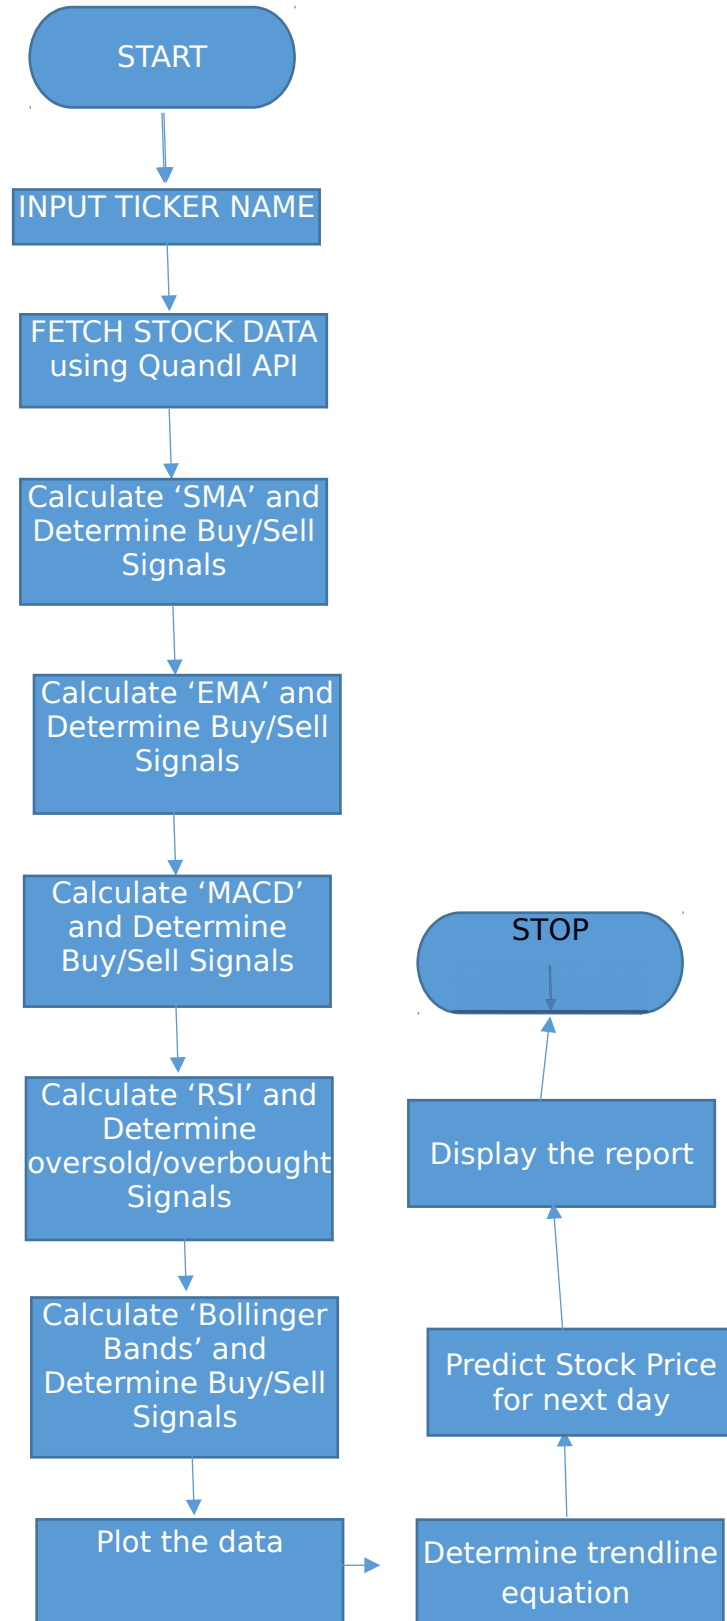 START
INPUT TICKER NAME
FETCH STOCK DATA
using Quandl API
Calculate ‘SMA’ and
Determine Buy/Sell
Signals
Calculate ‘EMA’ and
Determine Buy/Sell
Signals
Calculate ‘MACD’
and Determine
Buy/Sell Signals
Calculate ‘RSI’ and
Determine
oversold/overbought
Signals
Calculate ‘Bollinger
Bands’ and
Determine Buy/Sell
Signals
Plot the data
Determine trendline
equation
Predict Stock Price
for next day
Display the report
STOP